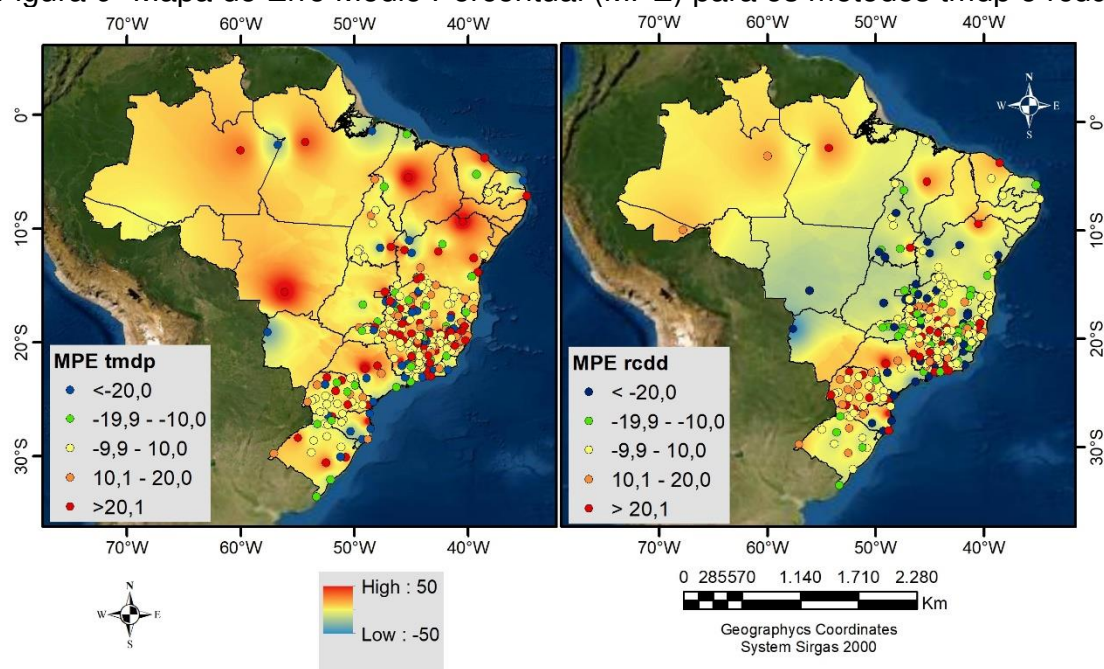 70°W 60°W 50°W 40°W
70°W 60°W 50°W 40°W
0°
10°S
20°S
30°S
MPE tmdp
<-20,0
-19,9 - -10,0
-9,9 - 10,0
10,1 - 20,0
>20,1
N
W E
S
MPE rcdd
< -20,0
-19,9 - -10,0
-9,9 - 10,0
10,1 - 20,0
> 20,1
0°
10°S
20°S
30°S
70°W 60°W 50°W 40°W
70°W 60°W 50°W 40°W
N
W E
S
High : 50
Low : -50
0 285570 1.140 1.710 2.280
Km
Geographycs Coordinates
System Sirgas 2000